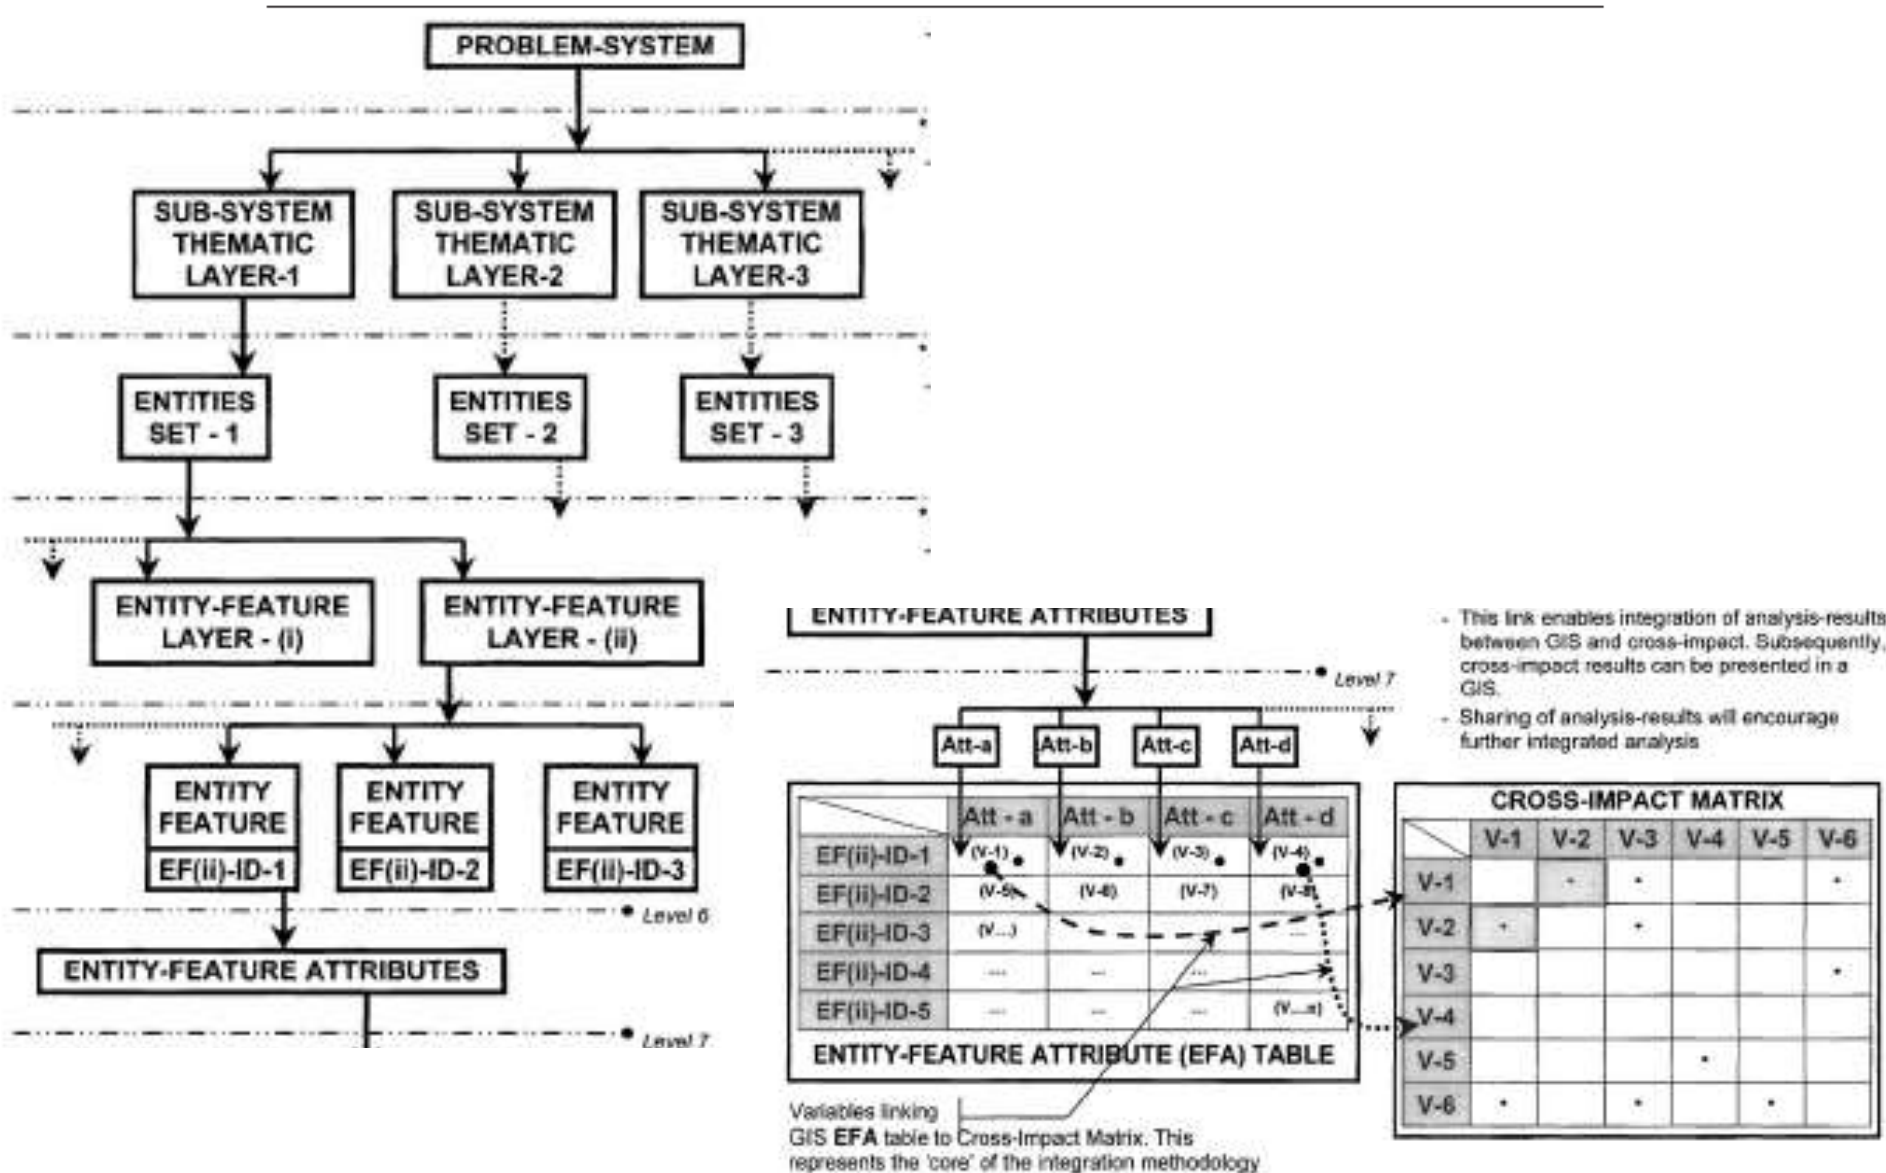 PROBLEM-SYSTEM
SUB-SYSTEM
THEMATIC
LAYER-1
SUB-SYSTEM
THEMATIC
LAYER-2
SUB-SYSTEM
THEMATIC
LAYER-3
ENTITIES
SET - 1
ENTITIES
SET - 2
ENTITIES
SET - 3
ENTITY-FEATURE
LAYER - (i)
ENTITY-FEATURE
LAYER - (ii)
ENTITY
FEATURE
EF(ii)-ID-1
ENTITY
FEATURE
EF(ii)-ID-2
ENTITY
FEATURE
EF(ii)-ID-3
Level 6
ENTITY-FEATURE ATTRIBUTES
Level 7
ENTITY-FEATURE ATTRIBUTES
Level 7
Att-a Att-b Att-c Att-d
Att - a Att - b Att - c Att - d
EF(ii)-ID-1 (V-1) (V-2) (V-3) (V-4)
EF(ii)-ID-2 (V-5) (V-6) (V-7) (V-8)
EF(ii)-ID-3 (V...) ...
EF(ii)-ID-4 ... ... ...
EF(ii)-ID-5 ... ... ... (V....n)
ENTITY-FEATURE ATTRIBUTE (EFA) TABLE
Variables linking
GIS EFA table to Cross-Impact Matrix. This
represents the 'core' of the integration methodology
- This link enables integration of analysis-results
between GIS and cross-impact. Subsequently,
cross-impact results can be presented in a
GIS.
- Sharing of analysis-results will encourage
further integrated analysis
CROSS-IMPACT MATRIX
V-1 V-2 V-3 V-4 V-5 V-6
V-1
V-2
V-3
V-4
V-5
V-6